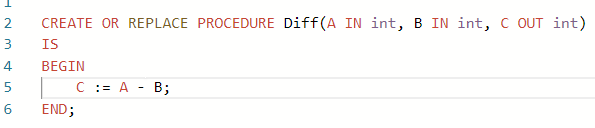 1
2 CREATE OR REPLACE PROCEDURE Diff(A IN int, B IN int, C OUT int)
3 IS
4 BEGIN
5     C := A - B;
6 END;